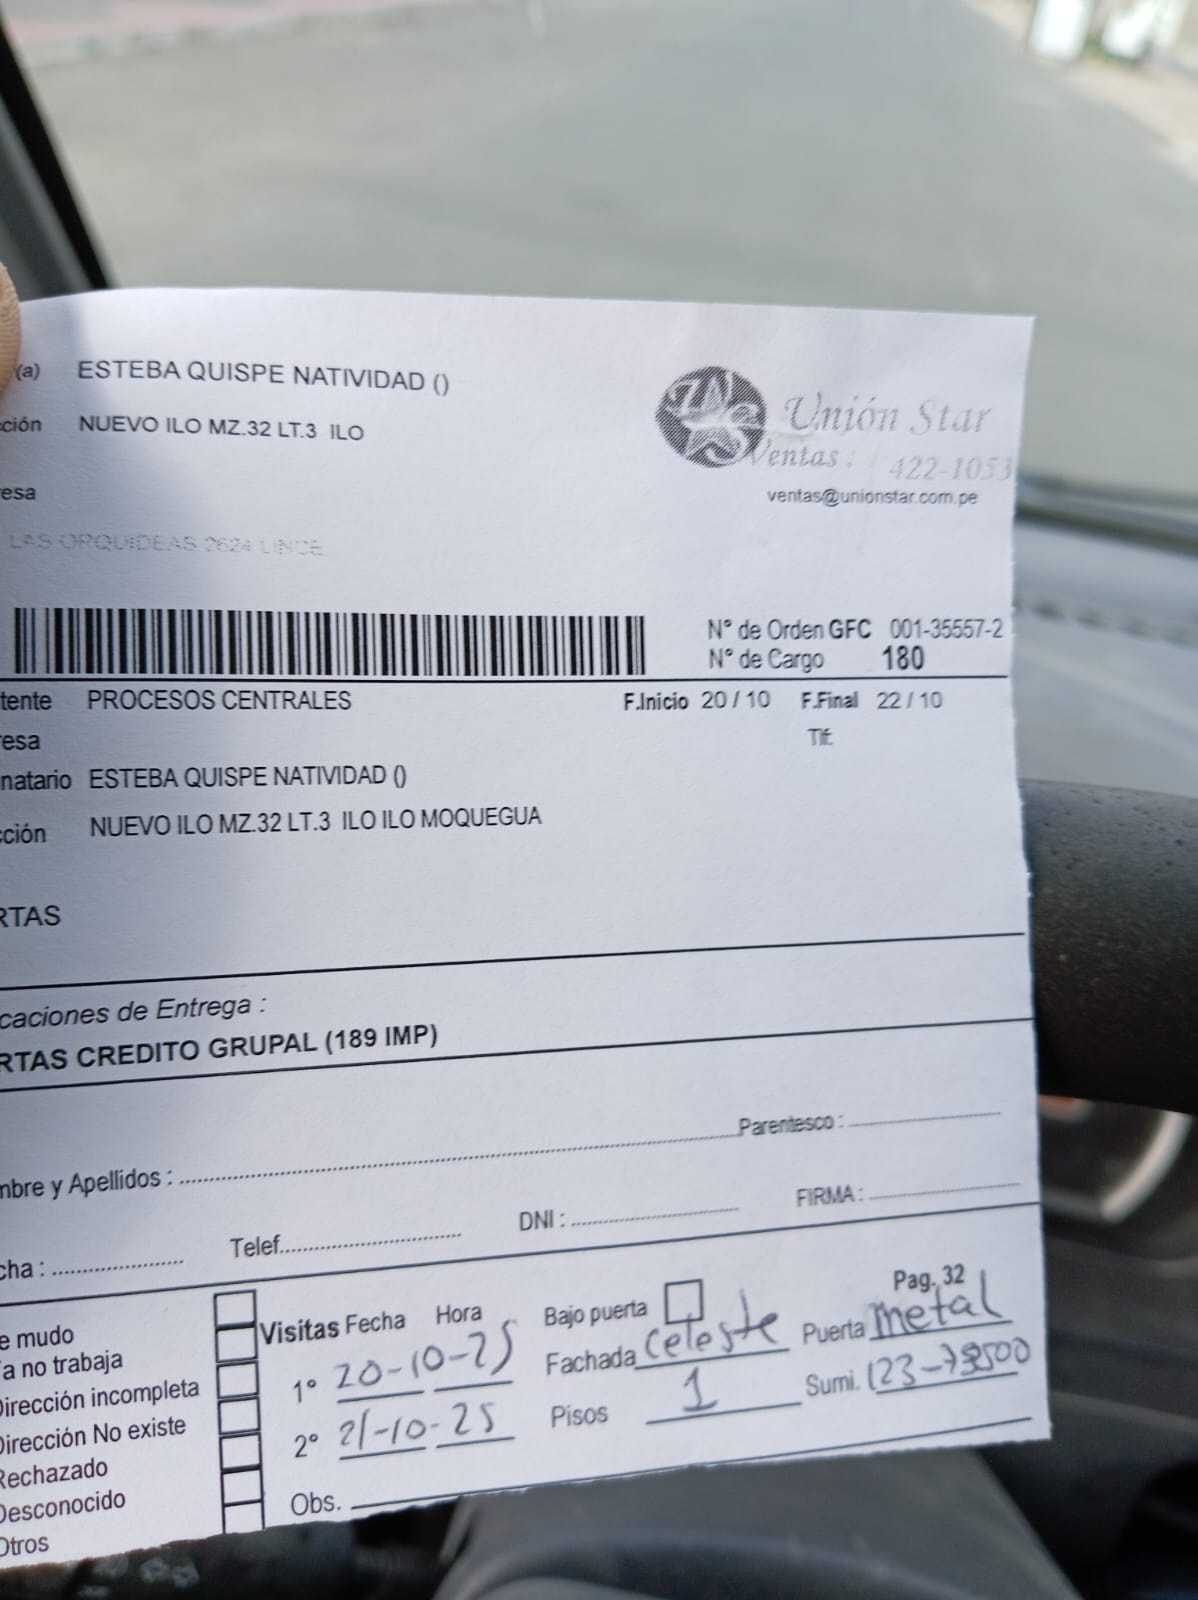 (a) ESTEBA QUISPE NATIVIDAD ()
cción NUEVO ILO MZ.32 LT.3 ILO
esa
Unión Star
Ventas : 422-1053
ventas@unionstar.com.pe
LAS ORQUIDEAS 2624 LINCE
N° de Orden GFC 001-35557-2
N° de Cargo 180
tente PROCESOS CENTRALES F.Inicio 20 / 10 F.Final 22 / 10
resa Tlf:
natario ESTEBA QUISPE NATIVIDAD ()
cción NUEVO ILO MZ.32 LT.3 ILO ILO MOQUEGUA
RTAS
caciones de Entrega :
RTAS CREDITO GRUPAL (189 IMP)
mbre y Apellidos : Parentesco :
cha : Telef. DNI : FIRMA :
Pag. 32
e mudo Visitas Fecha Hora Bajo puerta
a no trabaja 1° 20-10-25 Fachada Celeste Puerta metal
Dirección incompleta
Dirección No existe 2° 21-10-25 Pisos 1 Sumi.
Rechazado
Desconocido Obs.
Otros